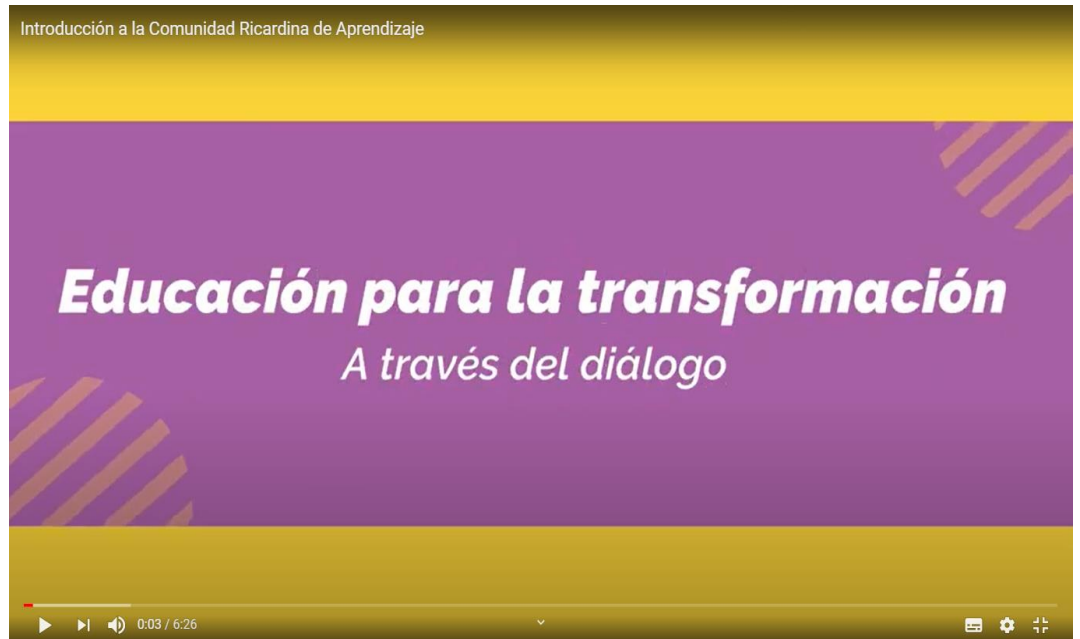 Introducción a la Comunidad Ricardina de Aprendizaje
Educación para la transformación
A través del diálogo
0:03 / 6:26